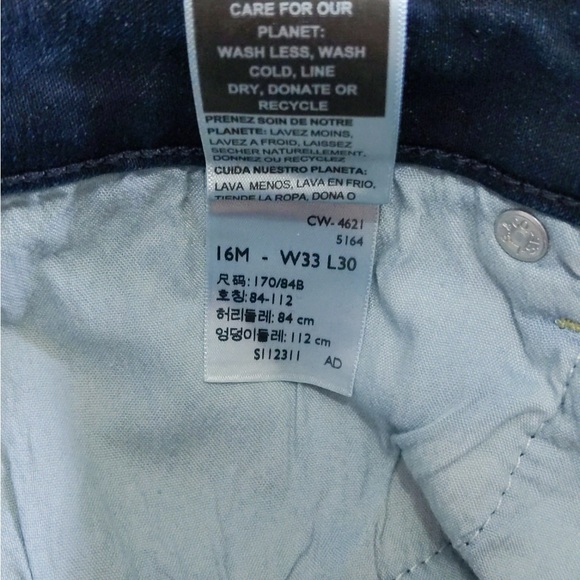 CARE FOR OUR
PLANET:
WASH LESS, WASH
COLD, LINE
DRY, DONATE OR
RECYCLE
PRENEZ SOIN DE NOTRE
PLANETE: LAVEZ MOINS,
LAVEZ A FROID, LAISSEZ
SECHER NATURELLEMENT,
DONNEZ OU RECYCLEZ
CUIDA NUESTRO PLANETA:
LAVA MENOS, LAVA EN FRIO,
TIENDE LA ROPA, DONA O
CW-4621
5164
16M - W33 L30
尺码: 170/84B
호칭: 84-112
허리둘레: 84 cm
엉덩이둘레: 112 cm
S112311 AD